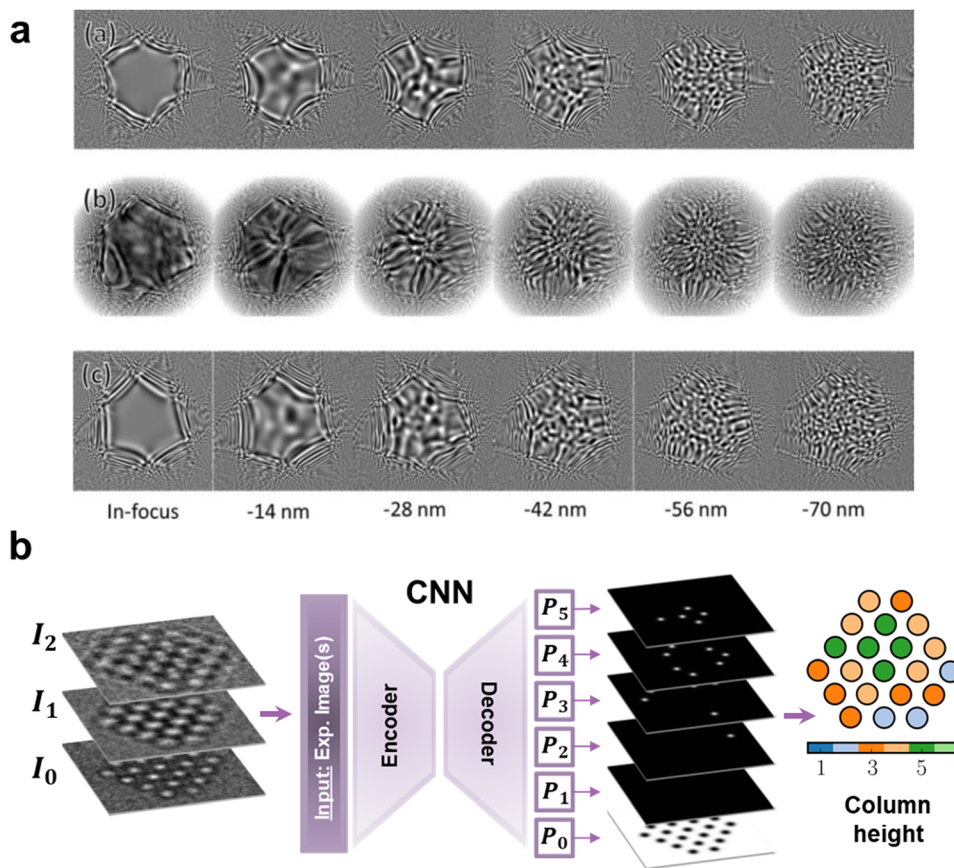 a
(a)
(b)
(c)
In-focus -14 nm -28 nm -42 nm -56 nm -70 nm
b
CNN
I₂
I₁
I₀
Input: Exp. Image(s)
Encoder
Decoder
P₅
P₄
P₃
P₂
P₁
P₀
1 3 5
Column
height